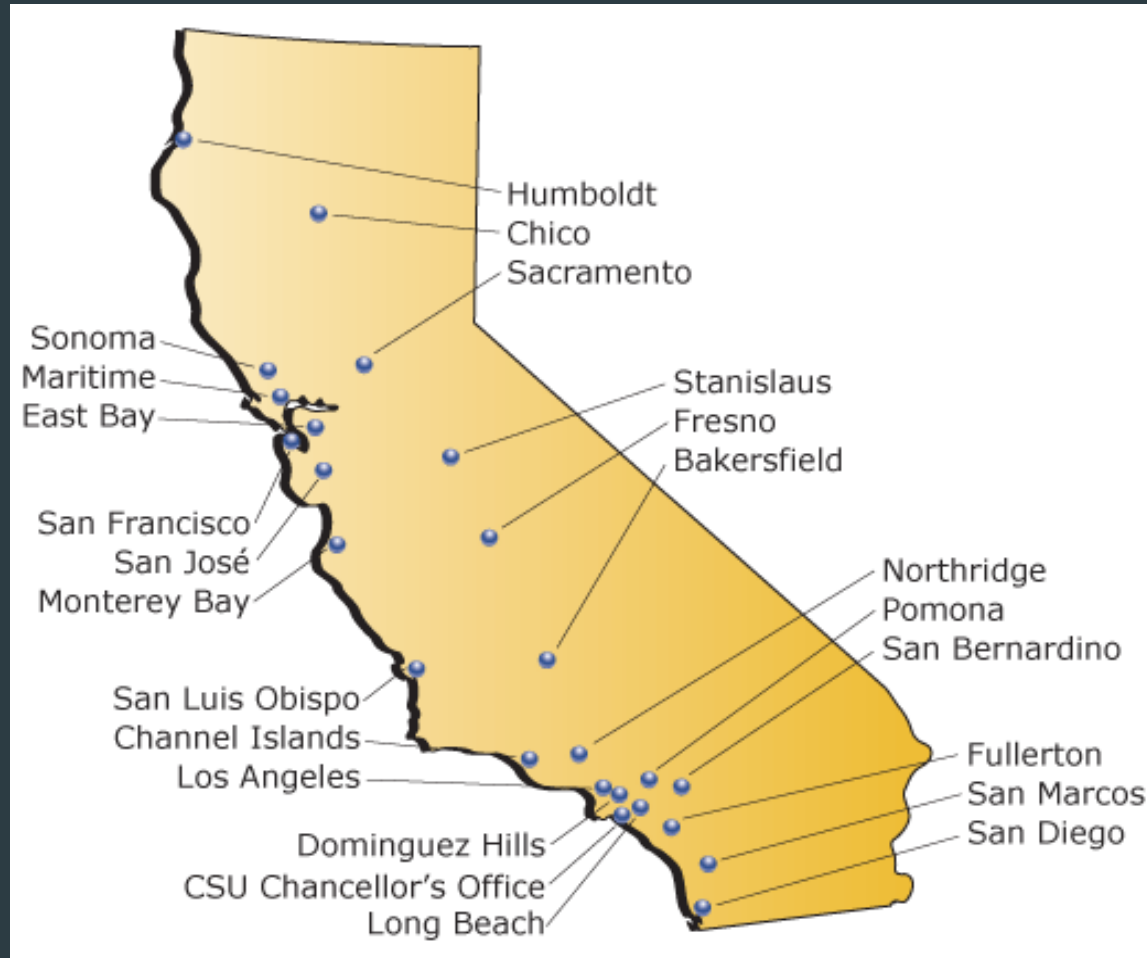 Humboldt
Chico
Sacramento
Sonoma
Maritime
East Bay
Stanislaus
Fresno
Bakersfield
San Francisco
San José
Monterey Bay
Northridge
Pomona
San Bernardino
San Luis Obispo
Channel Islands
Los Angeles
Fullerton
San Marcos
San Diego
Dominguez Hills
CSU Chancellor's Office
Long Beach